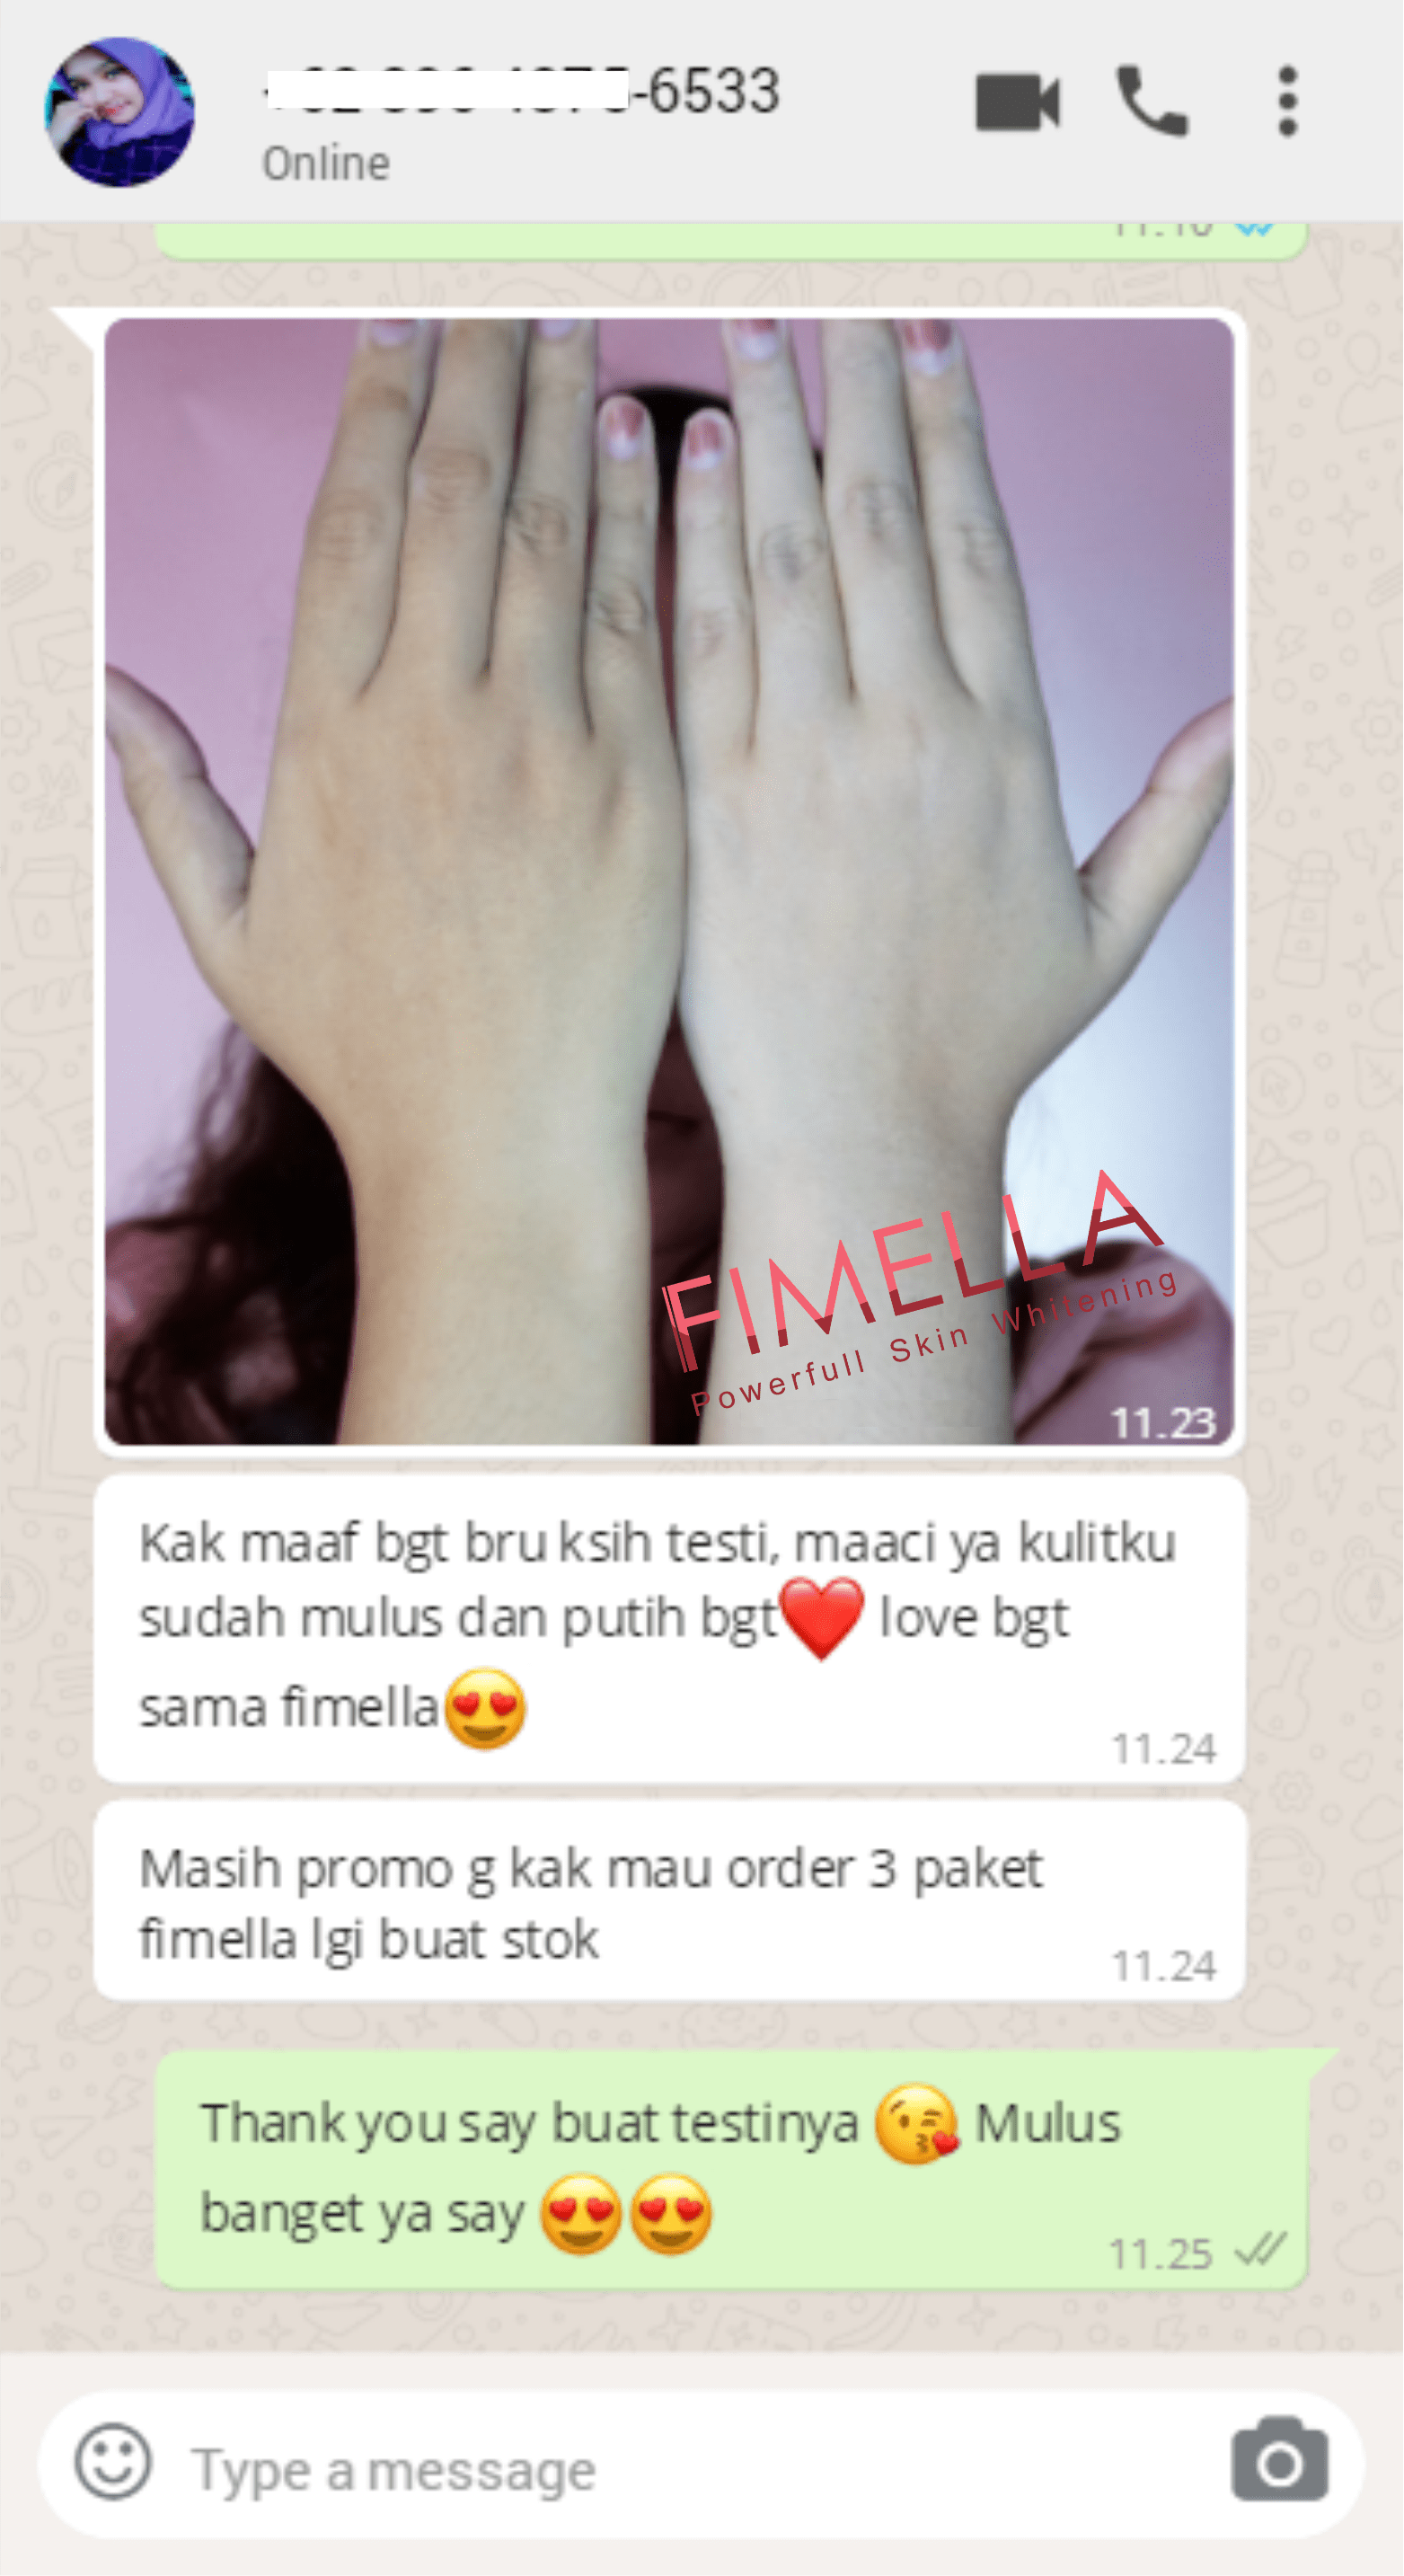 -6533
Online
11.10
FIMELLA
Powerfull Skin Whitening
11.23
Kak maaf bgt bru ksih testi, maaci ya kulitku
sudah mulus dan putih bgt❤️ love bgt
sama fimella😍
11.24
Masih promo g kak mau order 3 paket
fimella lgi buat stok
11.24
Thank you say buat testinya 😘 Mulus
banget ya say 😍😍
11.25
Type a message